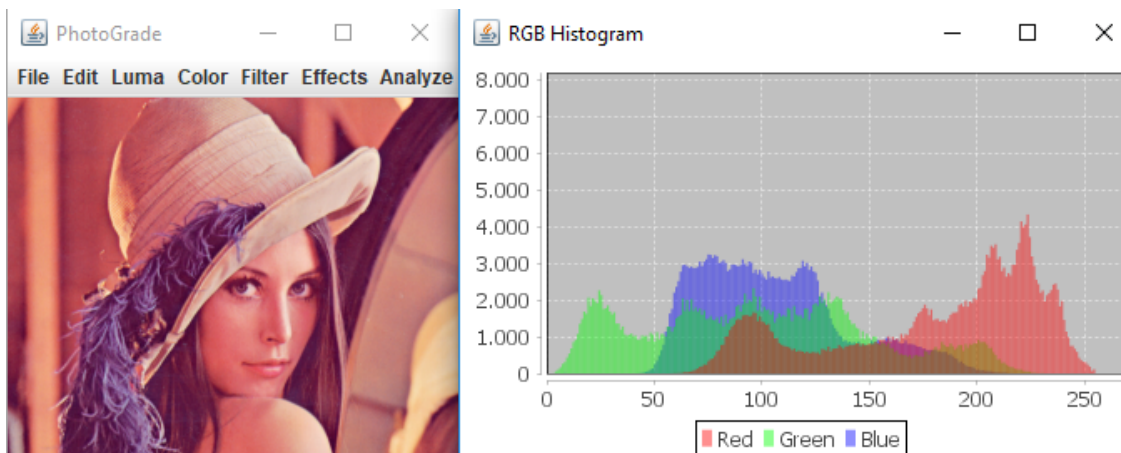 PhotoGrade
File Edit Luma Color Filter Effects Analyze
RGB Histogram
8.000
7.000
6.000
5.000
4.000
3.000
2.000
1.000
0
0 50 100 150 200 250
Red Green Blue